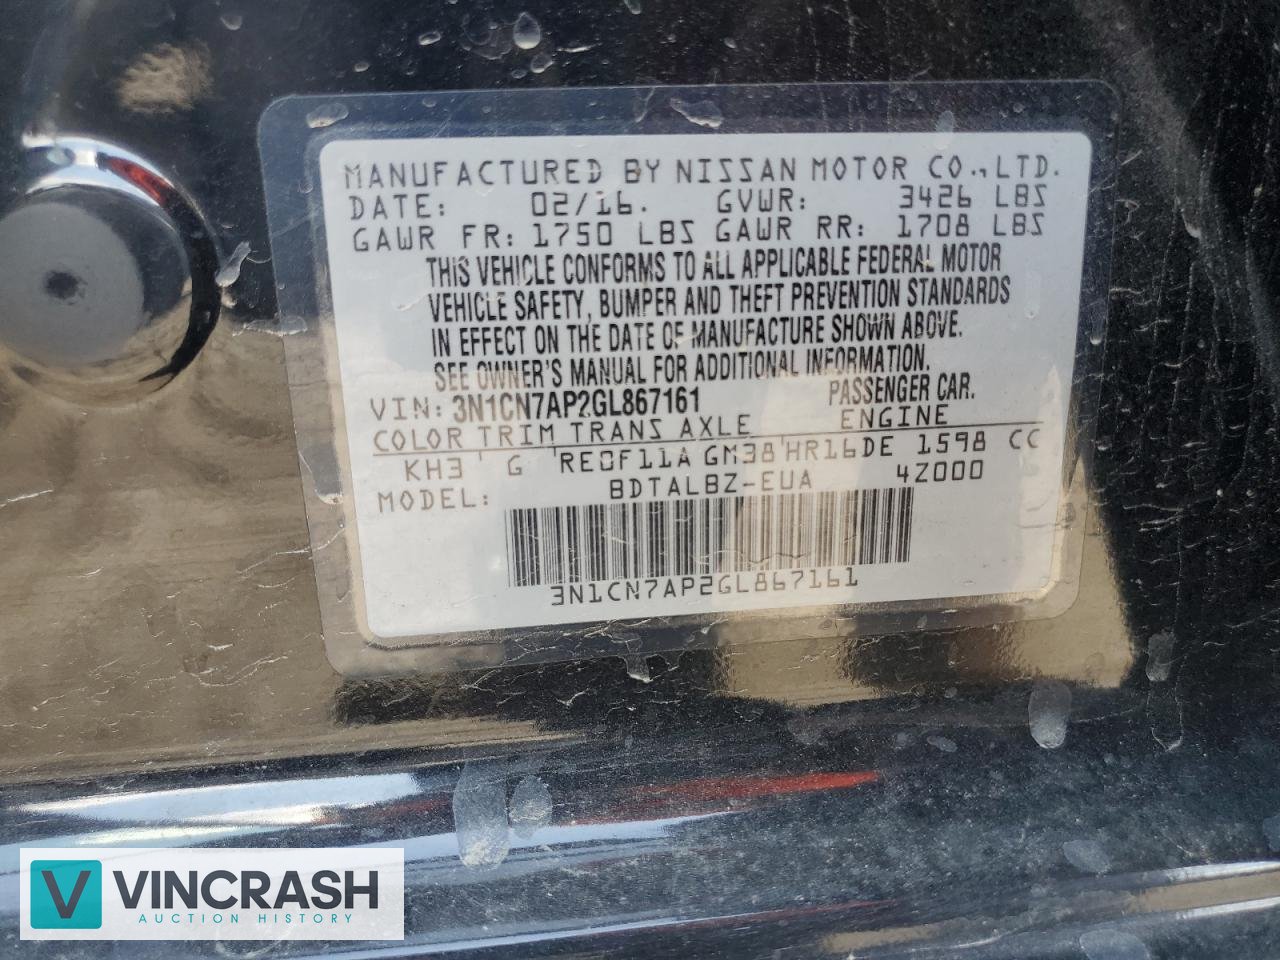 MANUFACTURED BY NISSAN MOTOR CO., LTD.
DATE: 02/16. GVWR: 3426 LBS
GAWR FR: 1750 LBS GAWR RR: 1708 LBS
THIS VEHICLE CONFORMS TO ALL APPLICABLE FEDERAL MOTOR
VEHICLE SAFETY, BUMPER AND THEFT PREVENTION STANDARDS
IN EFFECT ON THE DATE OF MANUFACTURE SHOWN ABOVE.
SEE OWNER'S MANUAL FOR ADDITIONAL INFORMATION.
VIN: 3N1CN7AP2GL867161 PASSENGER CAR.
COLOR TRIM TRANS AXLE ENGINE
KH3 G RE0F11A GM38 HR16DE 1598 CC
MODEL: BDTALBZ-EUA 4Z000
3N1CN7AP2GL867161
V VINCRASH
AUCTION HISTORY